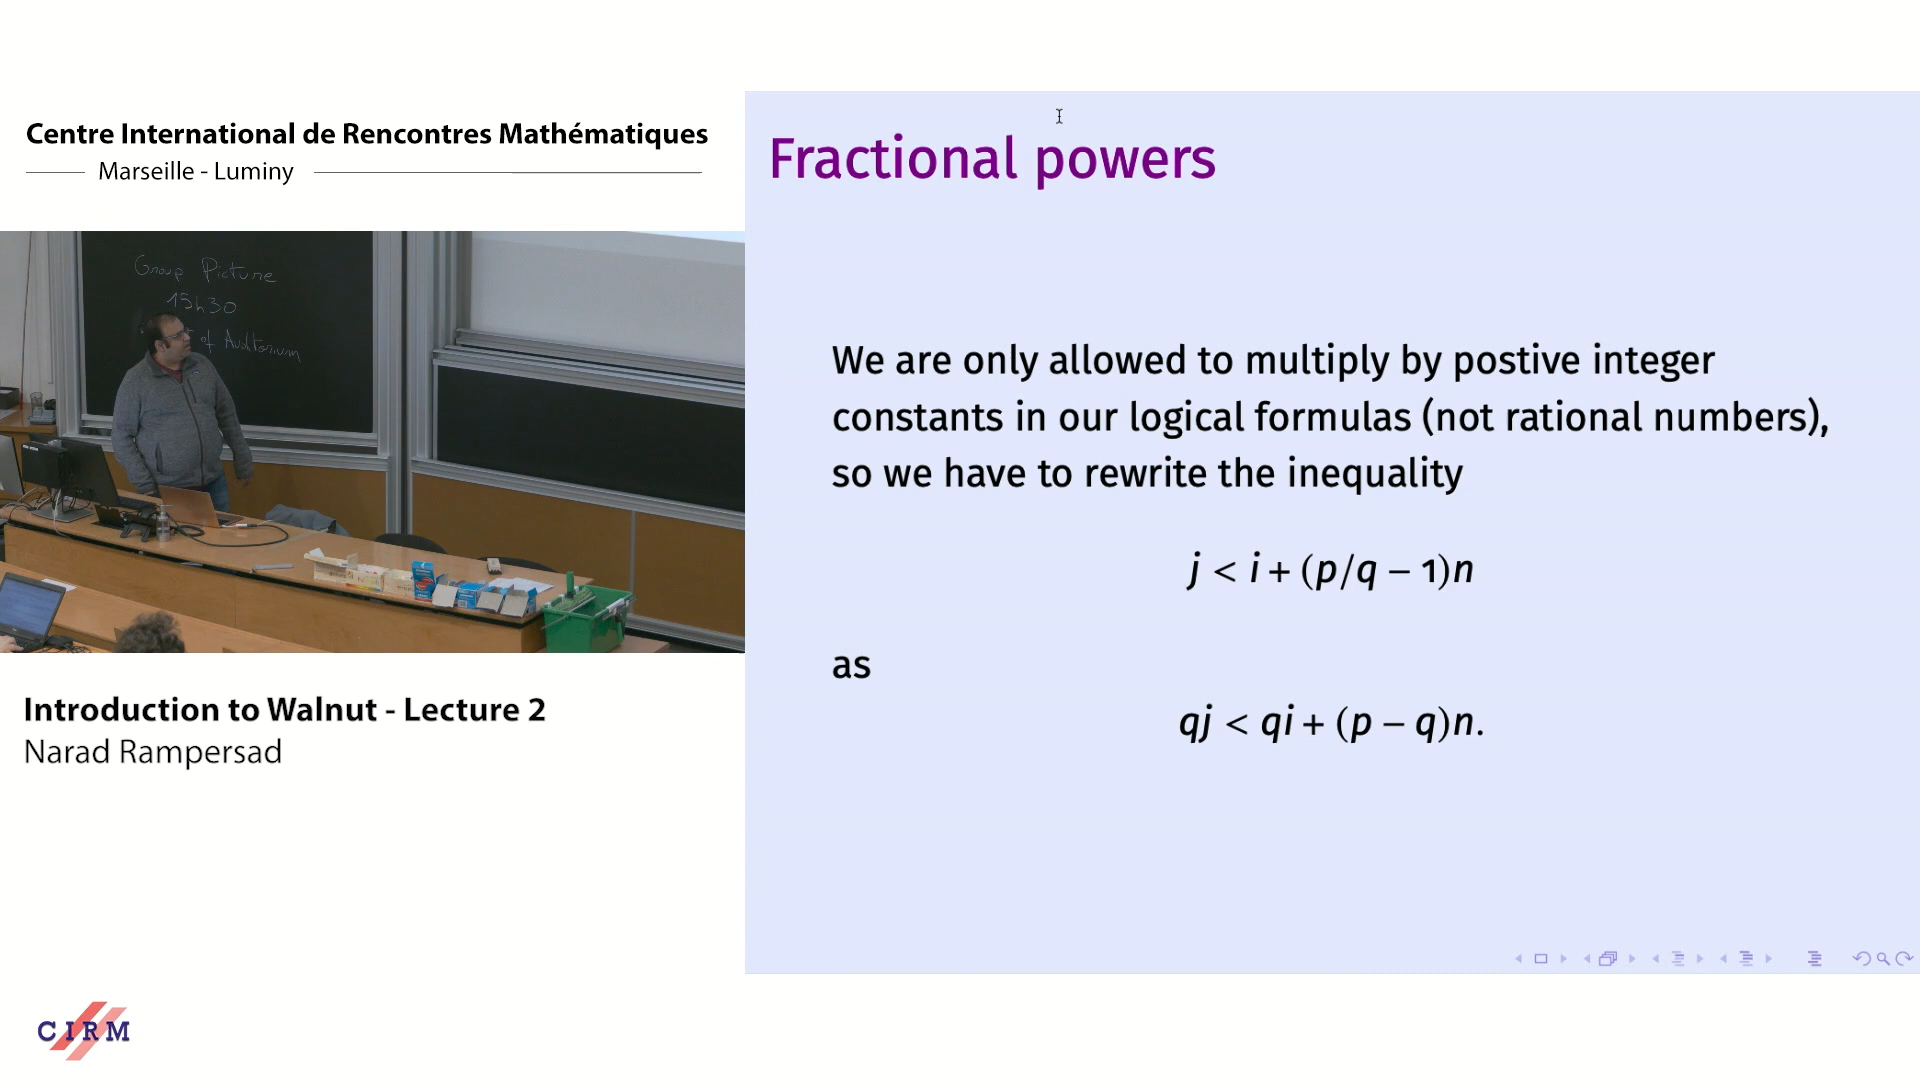 Centre International de Rencontres Mathématiques
Marseille - Luminy
Group Picture
15h30
of Auditorium
Introduction to Walnut - Lecture 2
Narad Rampersad
CIRM
Fractional powers
We are only allowed to multiply by postive integer
constants in our logical formulas (not rational numbers),
so we have to rewrite the inequality
j < i + (p/q − 1)n
as
qj < qi + (p − q)n.